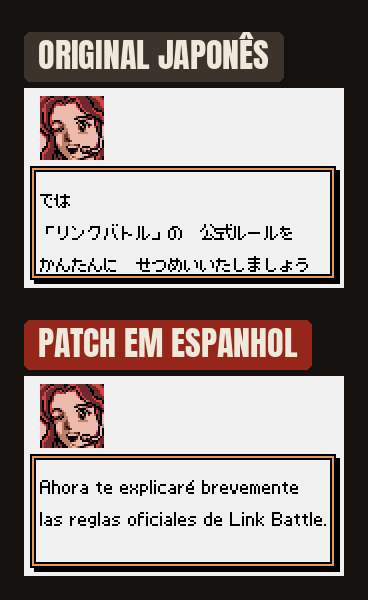 ORIGINAL JAPONÊS
では
「リンクバトル」の 公式ルールを
かんたんに せつめいいたしましょう
PATCH EM ESPANHOL
Ahora te explicaré brevemente
las reglas oficiales de Link Battle.